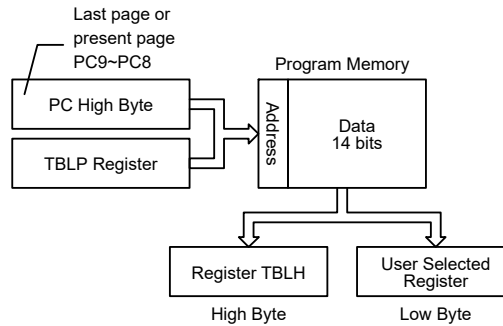 Last page or
present page
PC9~PC8
Program Memory
PC High Byte
TBLP Register
Address
Data
14 bits
Register TBLH
User Selected
Register
High Byte
Low Byte